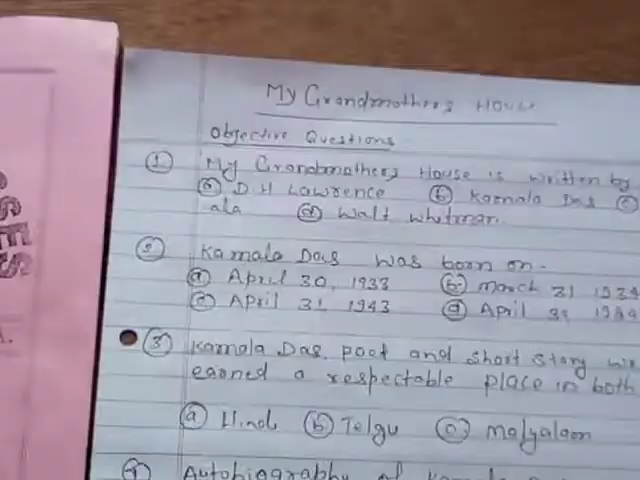 My Grandmothers House
Objective Questions
① My Grandmothers House is written by
ⓐ D.H Lawrence ⓑ Kamala Das ⓒ
ala ⓓ Walt whitman
② Kamala Das was born on-
ⓐ April 30, 1933 ⓑ March 31 1934
ⓒ April 31, 1943 ⓓ April
③ Kamala Das, poet and short story
earned a respectable place in both
ⓐ Hindi ⓑ Telgu ⓒ malyalam
Autobiography of